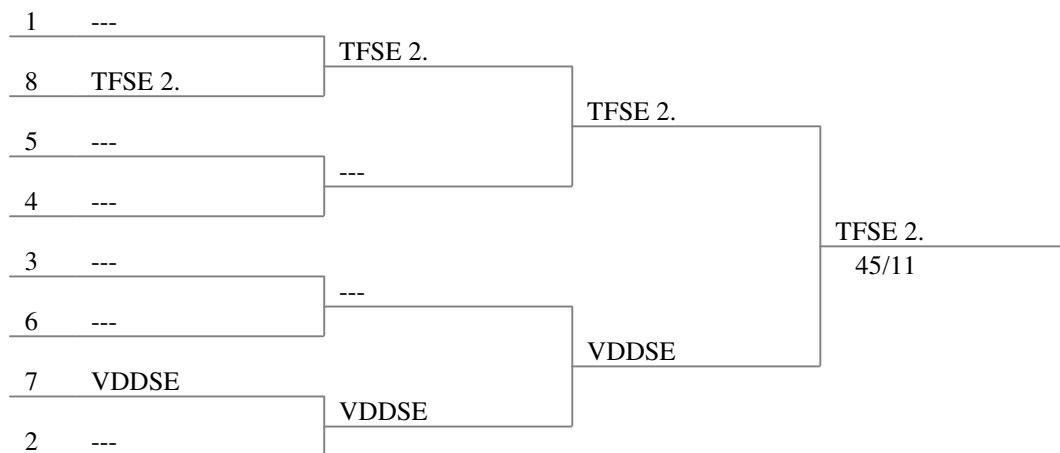 1 ---
TFSE 2.
8 TFSE 2.
TFSE 2.
5 ---
---
4 ---
TFSE 2.
45/11
3 ---
---
6 ---
VDDSE
7 VDDSE
VDDSE
2 ---